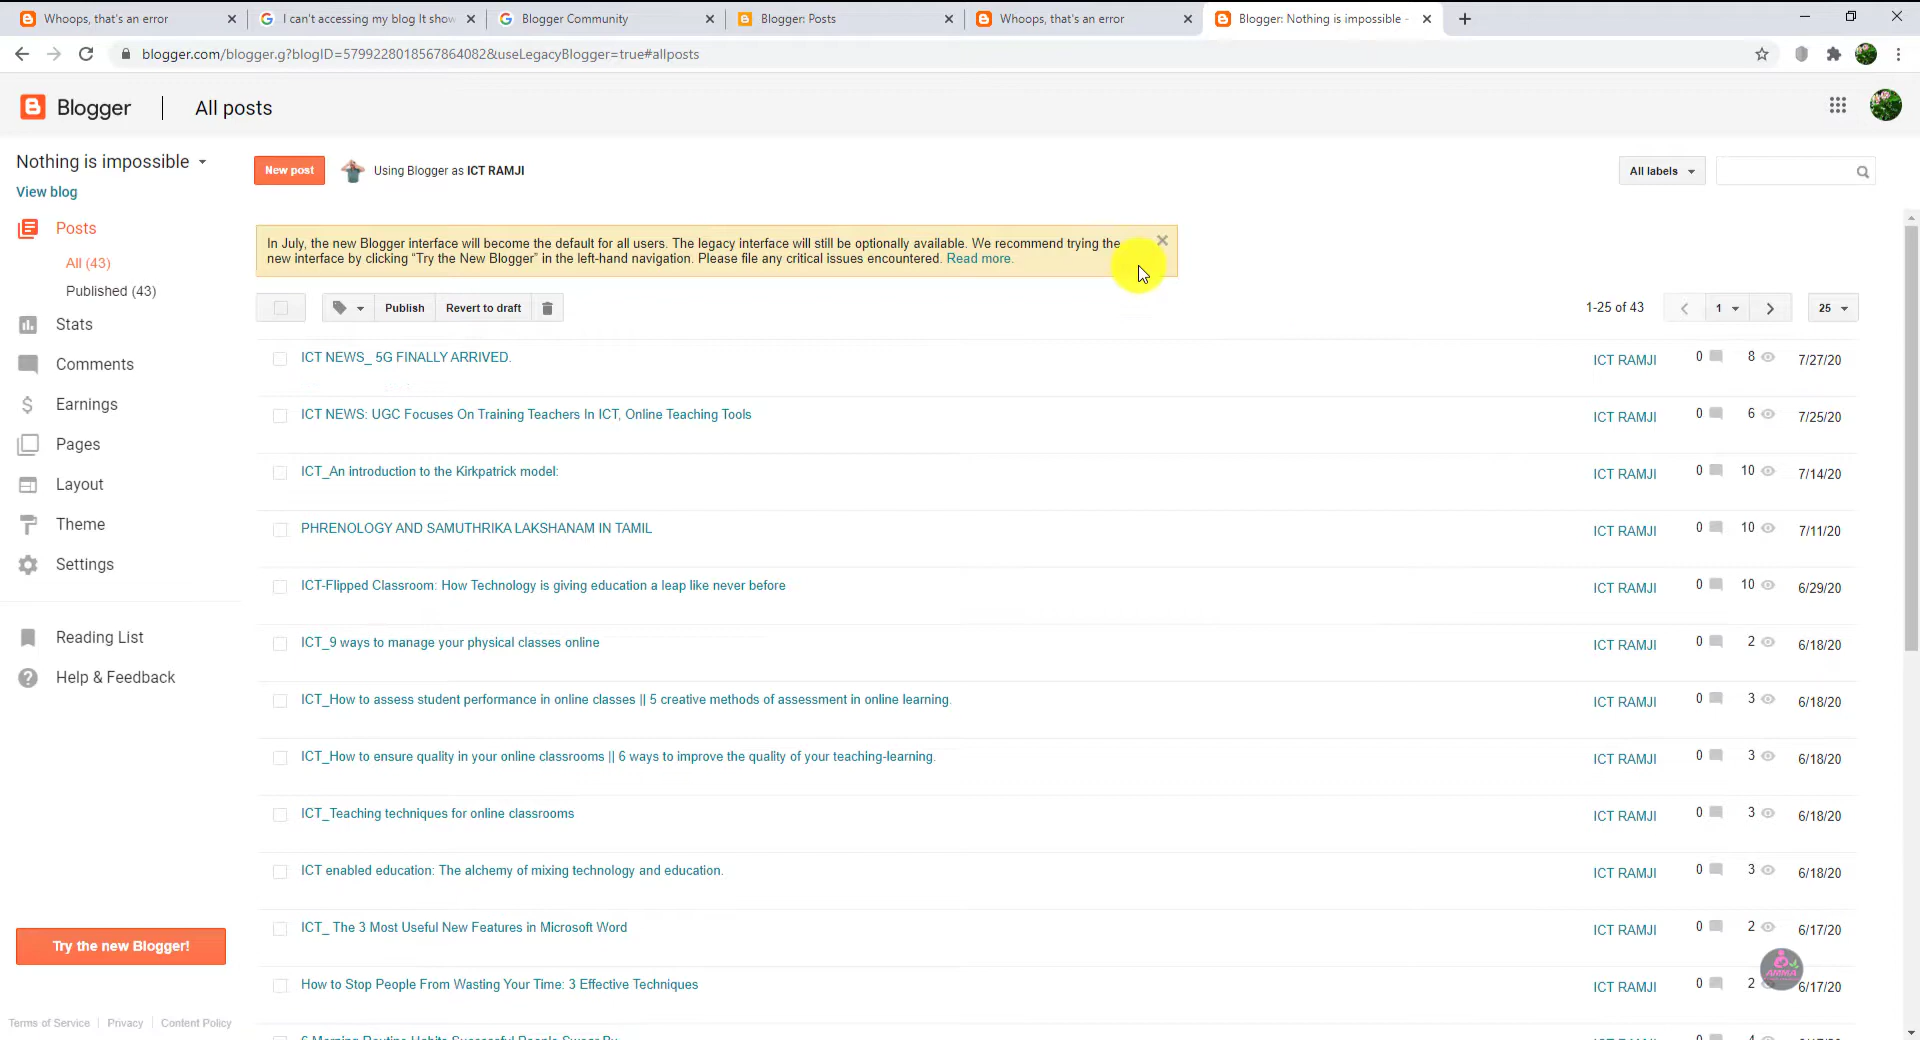 Whoops, that's an error
I can't accessing my blog It show
Blogger Community
Blogger: Posts
Whoops, that's an error
Blogger: Nothing is impossible -
blogger.com/blogger.g?blogID=5799228018567864082&useLegacyBlogger=true#allposts
Blogger
All posts
Nothing is impossible
View blog
New post
Using Blogger as ICT RAMJI
All labels
Posts
All (43)
Published (43)
Stats
Comments
Earnings
Pages
Layout
Theme
Settings
Reading List
Help & Feedback
Try the new Blogger!
Terms of Service
Privacy
Content Policy
In July, the new Blogger interface will become the default for all users. The legacy interface will still be optionally available. We recommend trying the
new interface by clicking “Try the New Blogger” in the left-hand navigation. Please file any critical issues encountered. Read more.
Publish
Revert to draft
1-25 of 43
1
25
ICT NEWS_ 5G FINALLY ARRIVED. ICT RAMJI 0 8 7/27/20
ICT NEWS: UGC Focuses On Training Teachers In ICT, Online Teaching Tools ICT RAMJI 0 6 7/25/20
ICT_An introduction to the Kirkpatrick model: ICT RAMJI 0 10 7/14/20
PHRENOLOGY AND SAMUTHRIKA LAKSHANAM IN TAMIL ICT RAMJI 0 10 7/11/20
ICT-Flipped Classroom: How Technology is giving education a leap like never before ICT RAMJI 0 10 6/29/20
ICT_9 ways to manage your physical classes online ICT RAMJI 0 2 6/18/20
ICT_How to assess student performance in online classes || 5 creative methods of assessment in online learning. ICT RAMJI 0 3 6/18/20
ICT_How to ensure quality in your online classrooms || 6 ways to improve the quality of your teaching-learning. ICT RAMJI 0 3 6/18/20
ICT_Teaching techniques for online classrooms ICT RAMJI 0 3 6/18/20
ICT enabled education: The alchemy of mixing technology and education. ICT RAMJI 0 3 6/18/20
ICT_ The 3 Most Useful New Features in Microsoft Word ICT RAMJI 0 2 6/17/20
How to Stop People From Wasting Your Time: 3 Effective Techniques ICT RAMJI 0 2 6/17/20
AMMA